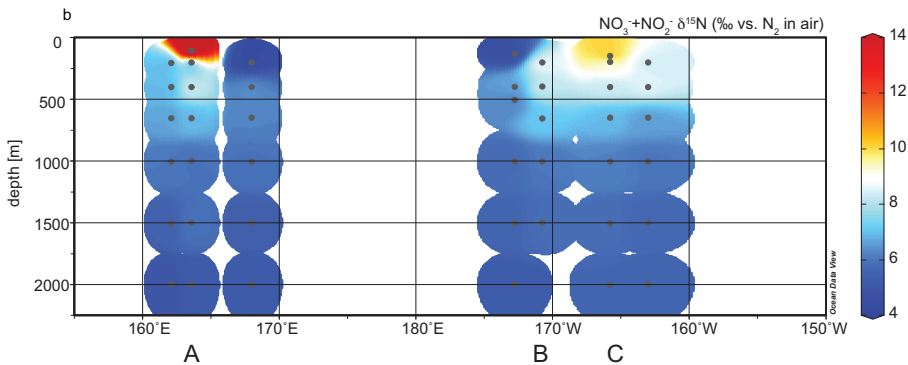 b
NO₃⁻+NO₂⁻ δ¹⁵N (‰ vs. N₂ in air)
14
0
12
500
10
depth [m]
1000
8
1500
6
2000
Ocean Data View
4
160°E 170°E 180°E 170°W 160°W 150°W
A B C